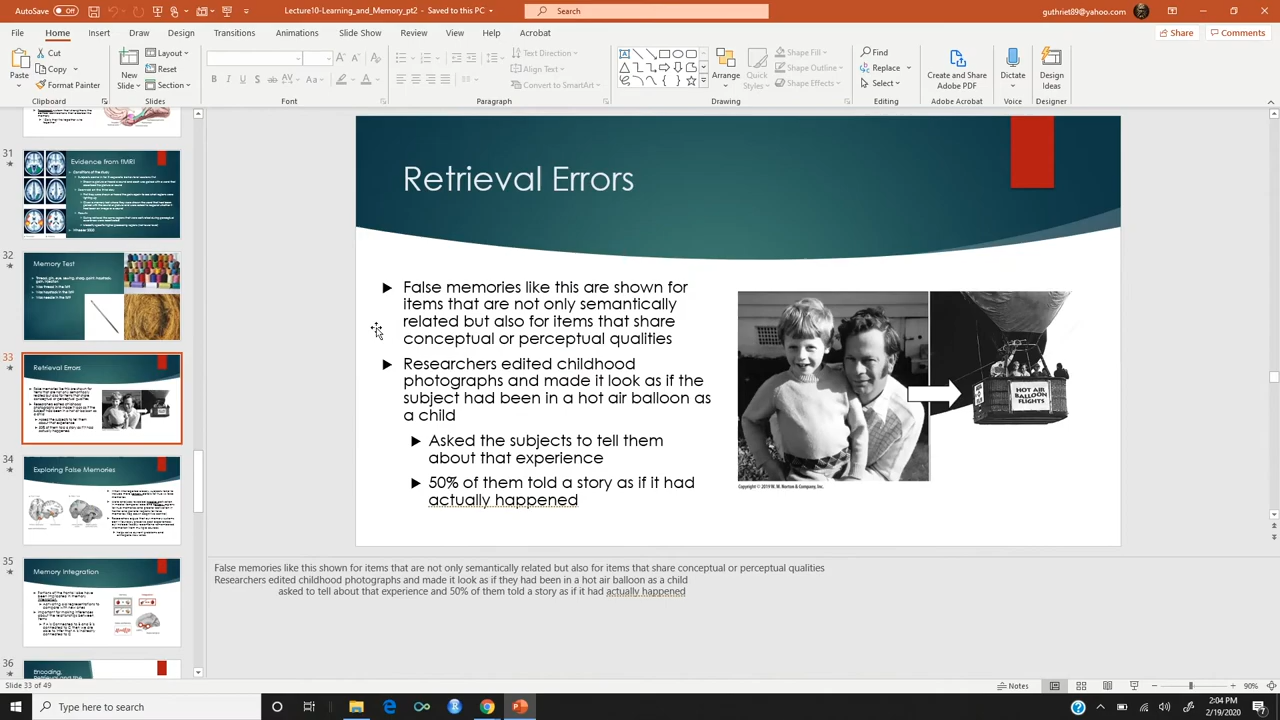 AutoSave
Off
Lecture10-Learning_and_Memory_pt2
Saved to this PC
Search
guthriet89@yahoo.com
File
Home
Insert
Draw
Design
Transitions
Animations
Slide Show
Review
View
Help
Acrobat
Share
Comments
Paste
Cut
Copy
Format Painter
New
Slide
Layout
Reset
Section
Text Direction
Align Text
Convert to SmartArt
Arrange
Quick
Styles
Shape Fill
Shape Outline
Shape Effects
Find
Replace
Select
Create and Share
Adobe PDF
Dictate
Design
Ideas
Clipboard
Slides
Font
Paragraph
Drawing
Editing
Adobe Acrobat
Voice
Designer
31
Evidence from fMRI
32
Memory Test
33
Retrieval Errors
34
Exploring False Memories
35
Memory Integration
36
Encoding,
Retrieval and the
Retrieval Errors
False memories like this are shown for
items that are not only semantically
related but also for items that share
conceptual or perceptual qualities
Researchers edited childhood
photographs and made it look as if the
subject had been in a hot air balloon as
a child
Asked the subjects to tell them
about that experience
50% of them told a story as if it had
actually happened
HOT AIR
BALLOON
FLIGHTS
Copyright © 2019 W. W. Norton & Company, Inc.
False memories like this shown for items that are not only semantically related but also for items that share conceptual or perceptual qualities
Researchers edited childhood photographs and made it look as if they had been in a hot air balloon as a child
asked to tell about that experience and 50% of them told a story as if it had actually happened
Slide 33 of 49
Notes
90%
Type here to search
2:04 PM
2/19/2020